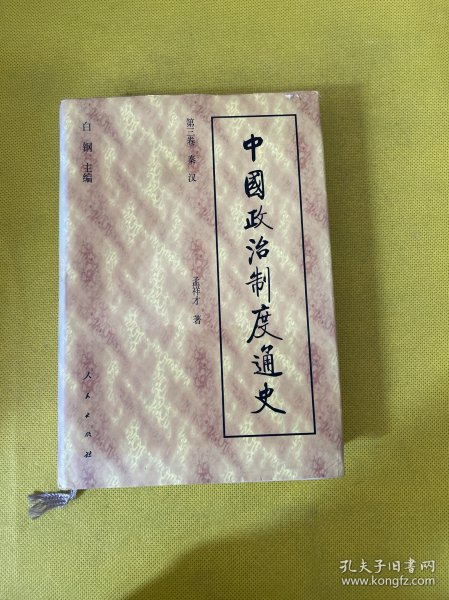 中國政治制度通史
第三卷 秦汉
孟祥才 著
白钢 主编
人民出版社
孔夫子旧书网
www.kongfz.com